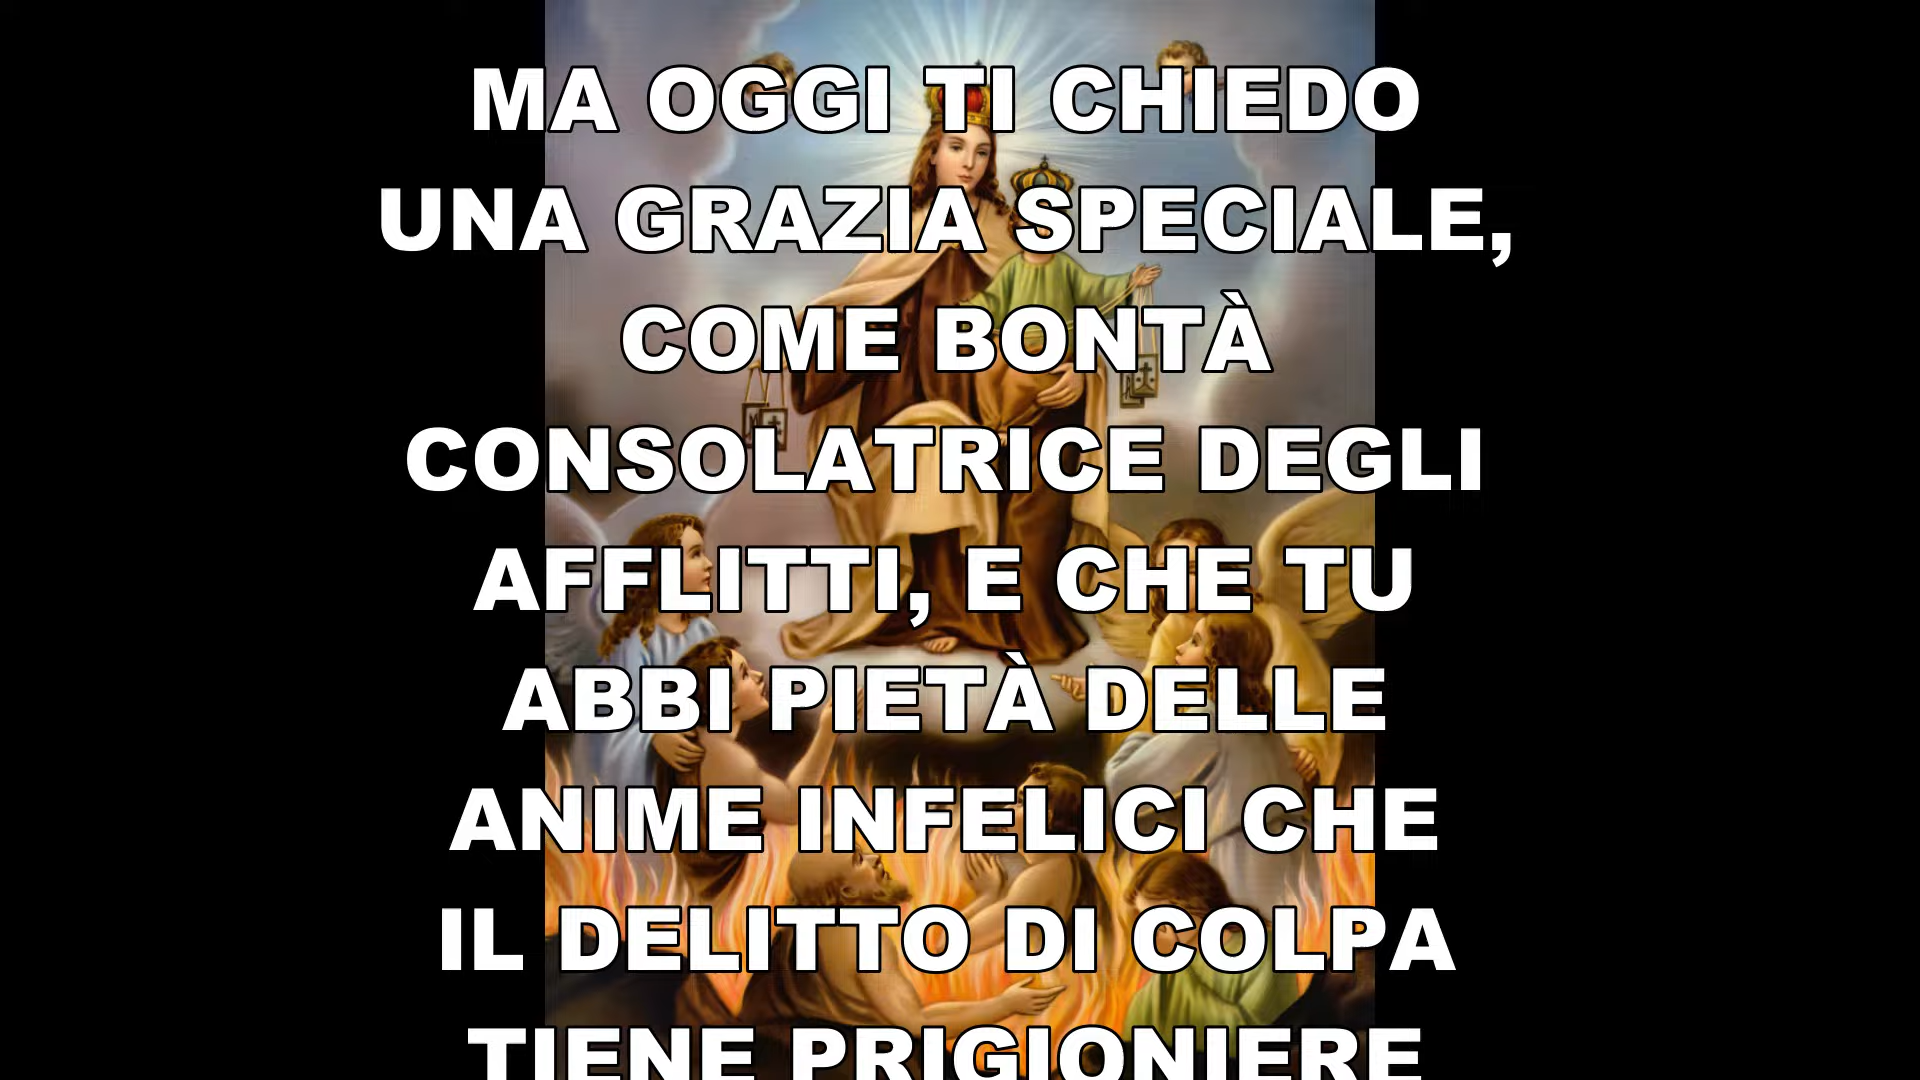 MA OGGI TI CHIEDO
UNA GRAZIA SPECIALE,
COME BONTÀ
CONSOLATRICE DEGLI
AFFLITTI, E CHE TU
ABBI PIETÀ DELLE
ANIME INFELICI CHE
IL DELITTO DI COLPA
TIENE PRIGIONIERE